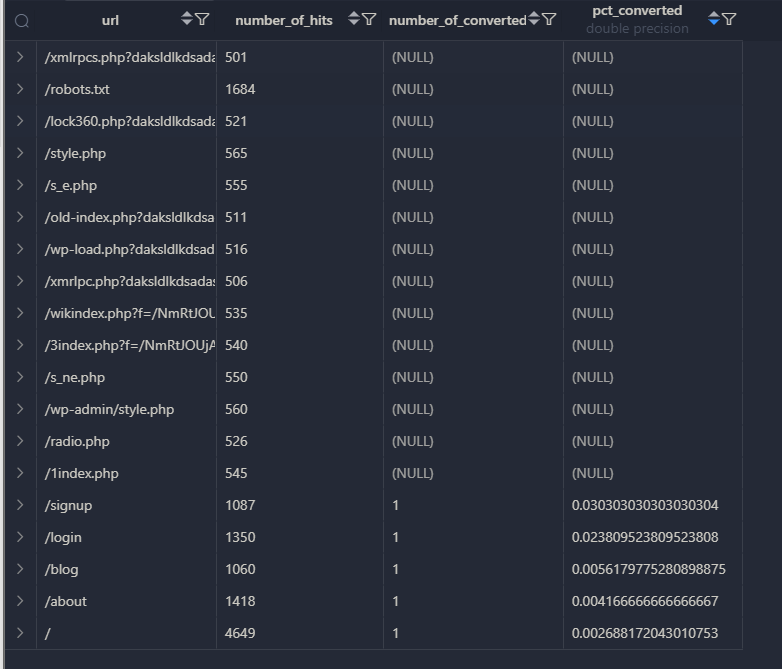 url number_of_hits number_of_converted pct_converted
double precision
/xmlrpcs.php?daksldlkdsada 501 (NULL) (NULL)
/robots.txt 1684 (NULL) (NULL)
/lock360.php?daksldlkdsada 521 (NULL) (NULL)
/style.php 565 (NULL) (NULL)
/s_e.php 555 (NULL) (NULL)
/old-index.php?daksldlkdsa 511 (NULL) (NULL)
/wp-load.php?daksldlkdsad 516 (NULL) (NULL)
/xmrlpc.php?daksldlkdsadas 506 (NULL) (NULL)
/wikindex.php?f=/NmRtJOU 535 (NULL) (NULL)
/3index.php?f=/NmRtJOUjA 540 (NULL) (NULL)
/s_ne.php 550 (NULL) (NULL)
/wp-admin/style.php 560 (NULL) (NULL)
/radio.php 526 (NULL) (NULL)
/1index.php 545 (NULL) (NULL)
/signup 1087 1 0.030303030303030304
/login 1350 1 0.023809523809523808
/blog 1060 1 0.0056179775280898875
/about 1418 1 0.004166666666666667
/ 4649 1 0.002688172043010753